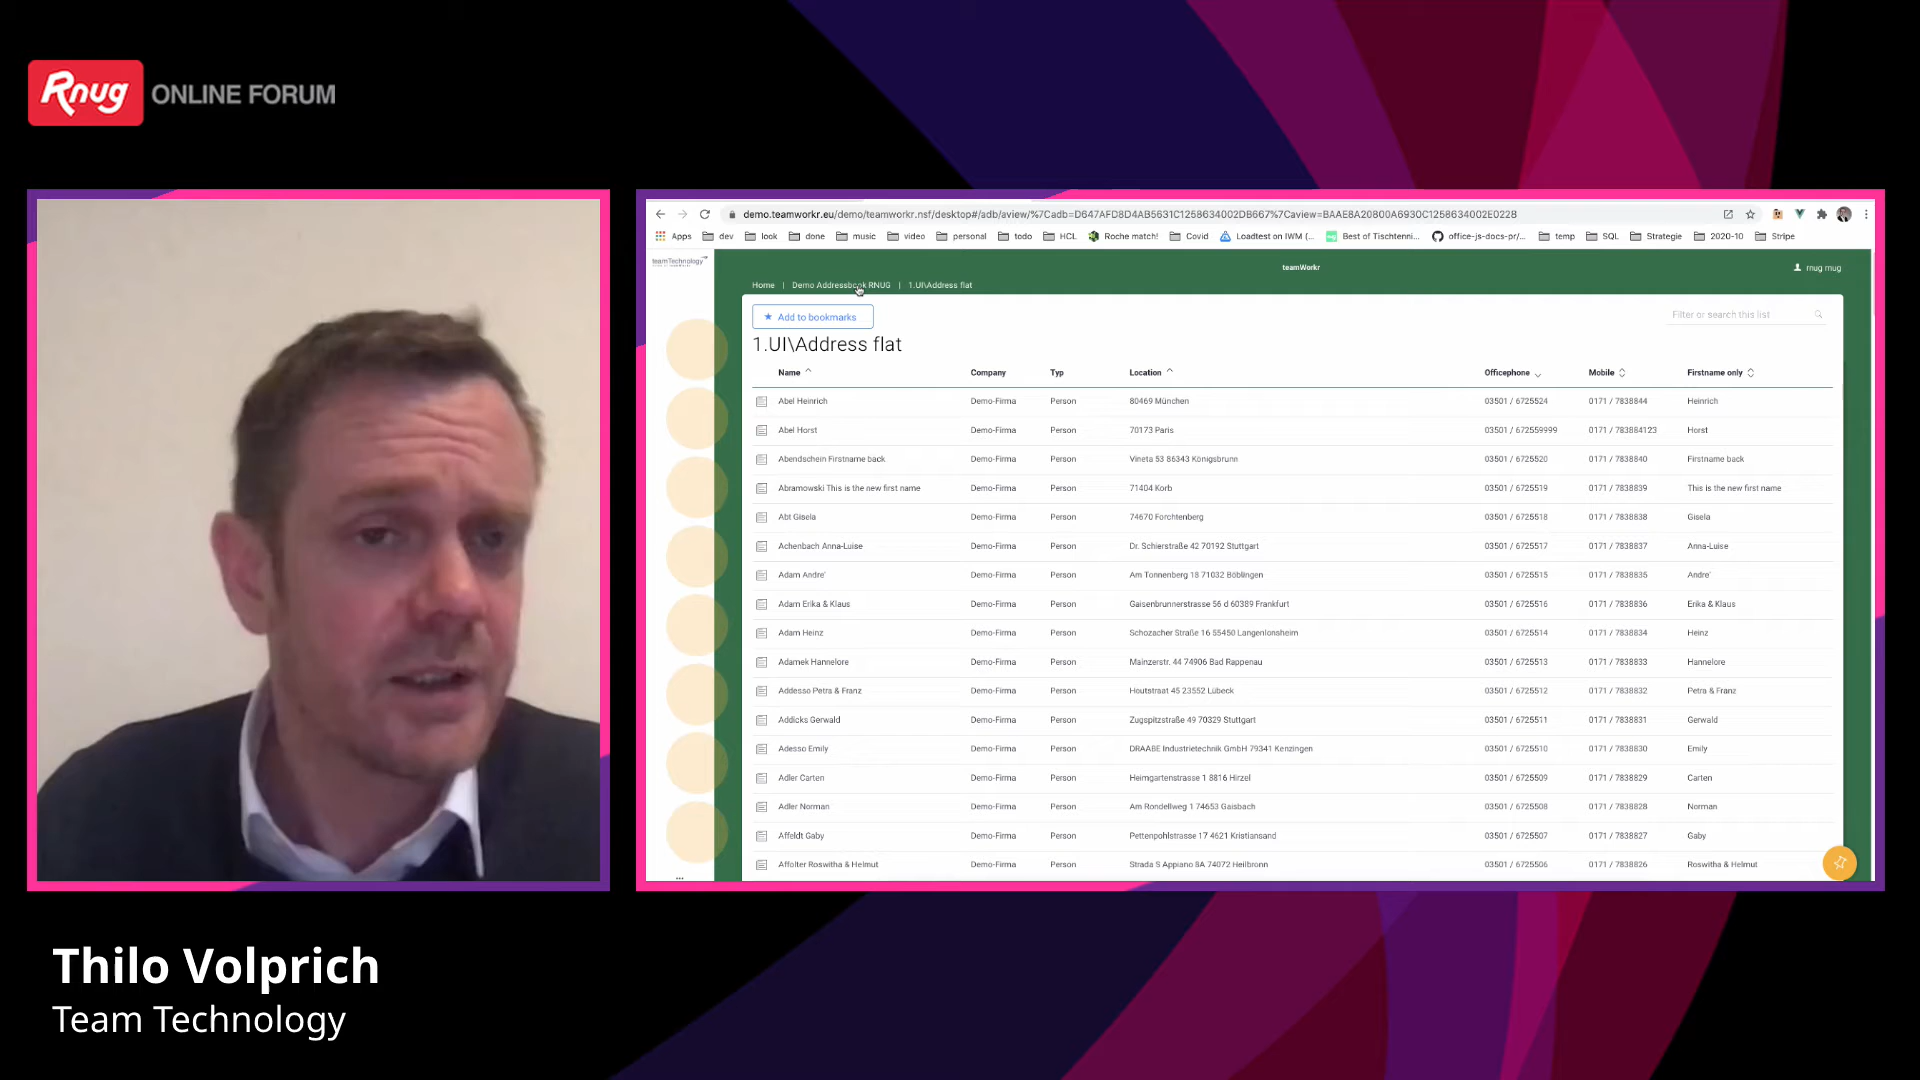 Rnug ONLINE FORUM
demo.teamworkr.eu/demo/teamworkr.nsf/desktop#/adb/aview/%7Cadb=D647AFD8D4AB5631C1258634002DB667%7Caview=BAAE8A20800A6930C1258634002E0228
Apps dev look done music video personal todo HCL Roche match! Covid Loadtest on IWM (... Best of Tischtenni... office-js-docs-pr/... temp SQL Strategie 2020-10 Stripe
teamTechnology
teamWorkr
rnug rnug
Home | Demo Addressbook RNUG | 1.UI\Address flat
Add to bookmarks
Filter or search this list
1.UI\Address flat
Name Company Typ Location Officephone Mobile Firstname only
Abel Heinrich Demo-Firma Person 80469 München 03501 / 6725524 0171 / 7838844 Heinrich
Abel Horst Demo-Firma Person 70173 Paris 03501 / 672559999 0171 / 783884123 Horst
Abendschein Firstname back Demo-Firma Person Vineta 53 86343 Königsbrunn 03501 / 6725520 0171 / 7838840 Firstname back
Abramowski This is the new first name Demo-Firma Person 71404 Korb 03501 / 6725519 0171 / 7838839 This is the new first name
Abt Gisela Demo-Firma Person 74670 Forchtenberg 03501 / 6725518 0171 / 7838838 Gisela
Achenbach Anna-Luise Demo-Firma Person Dr. Schierstraße 42 70192 Stuttgart 03501 / 6725517 0171 / 7838837 Anna-Luise
Adam Andre' Demo-Firma Person Am Tonnenberg 18 71032 Böblingen 03501 / 6725515 0171 / 7838835 Andre'
Adam Erika & Klaus Demo-Firma Person Gaisenbrunnerstrasse 56 d 60389 Frankfurt 03501 / 6725516 0171 / 7838836 Erika & Klaus
Adam Heinz Demo-Firma Person Schozacher Straße 16 55450 Langenlonsheim 03501 / 6725514 0171 / 7838834 Heinz
Adamek Hannelore Demo-Firma Person Mainzerstr. 44 74906 Bad Rappenau 03501 / 6725513 0171 / 7838833 Hannelore
Addesso Petra & Franz Demo-Firma Person Houtstraat 45 23552 Lübeck 03501 / 6725512 0171 / 7838832 Petra & Franz
Addicks Gerwald Demo-Firma Person Zugspitzstraße 49 70329 Stuttgart 03501 / 6725511 0171 / 7838831 Gerwald
Adesso Emily Demo-Firma Person DRAABE Industrietechnik GmbH 79341 Kenzingen 03501 / 6725510 0171 / 7838830 Emily
Adler Carten Demo-Firma Person Heimgartenstrasse 1 8816 Hirzel 03501 / 6725509 0171 / 7838829 Carten
Adler Norman Demo-Firma Person Am Rondellweg 1 74653 Gaisbach 03501 / 6725508 0171 / 7838828 Norman
Affeldt Gaby Demo-Firma Person Pettenpohlstrasse 17 4621 Kristiansand 03501 / 6725507 0171 / 7838827 Gaby
Affolter Roswitha & Helmut Demo-Firma Person Strada S Appiano 8A 74072 Heilbronn 03501 / 6725506 0171 / 7838826 Roswitha & Helmut
...
Thilo Volprich
Team Technology